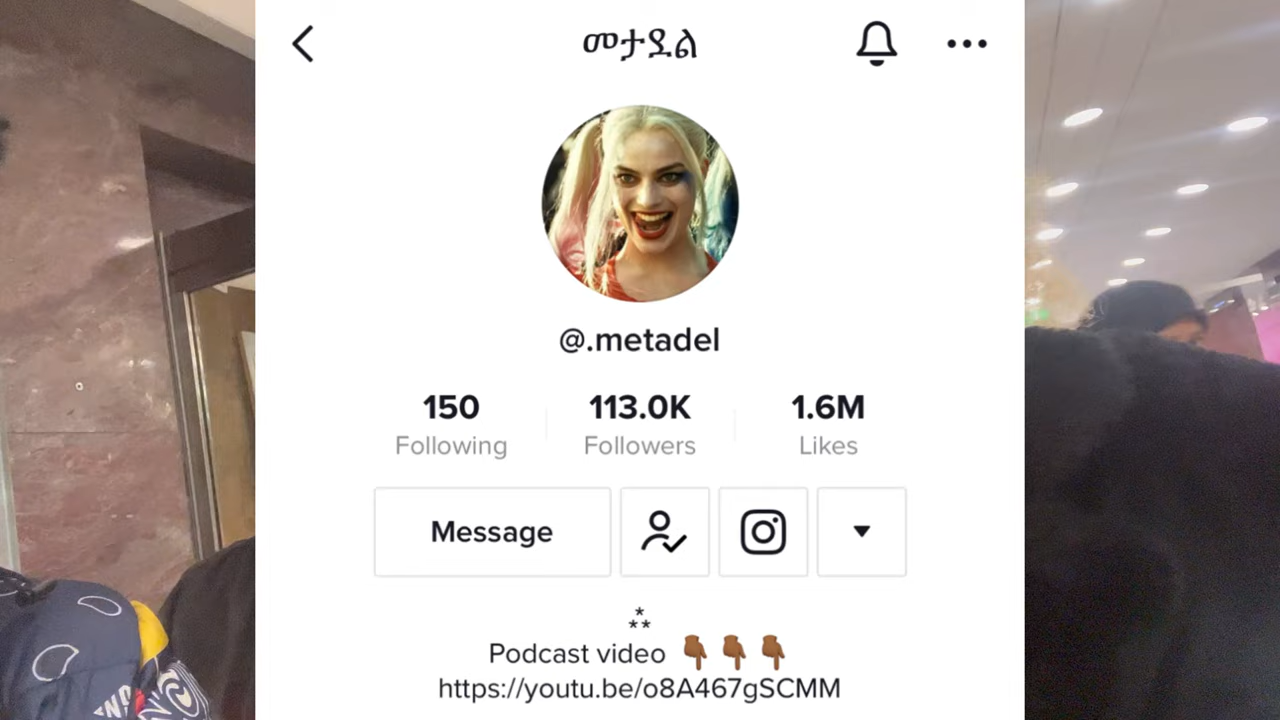 መታደል
@.metadel
150
Following
113.0K
Followers
1.6M
Likes
Message
⁂
Podcast video 👇🏾👇🏾👇🏾
https://youtu.be/o8A467gSCMM